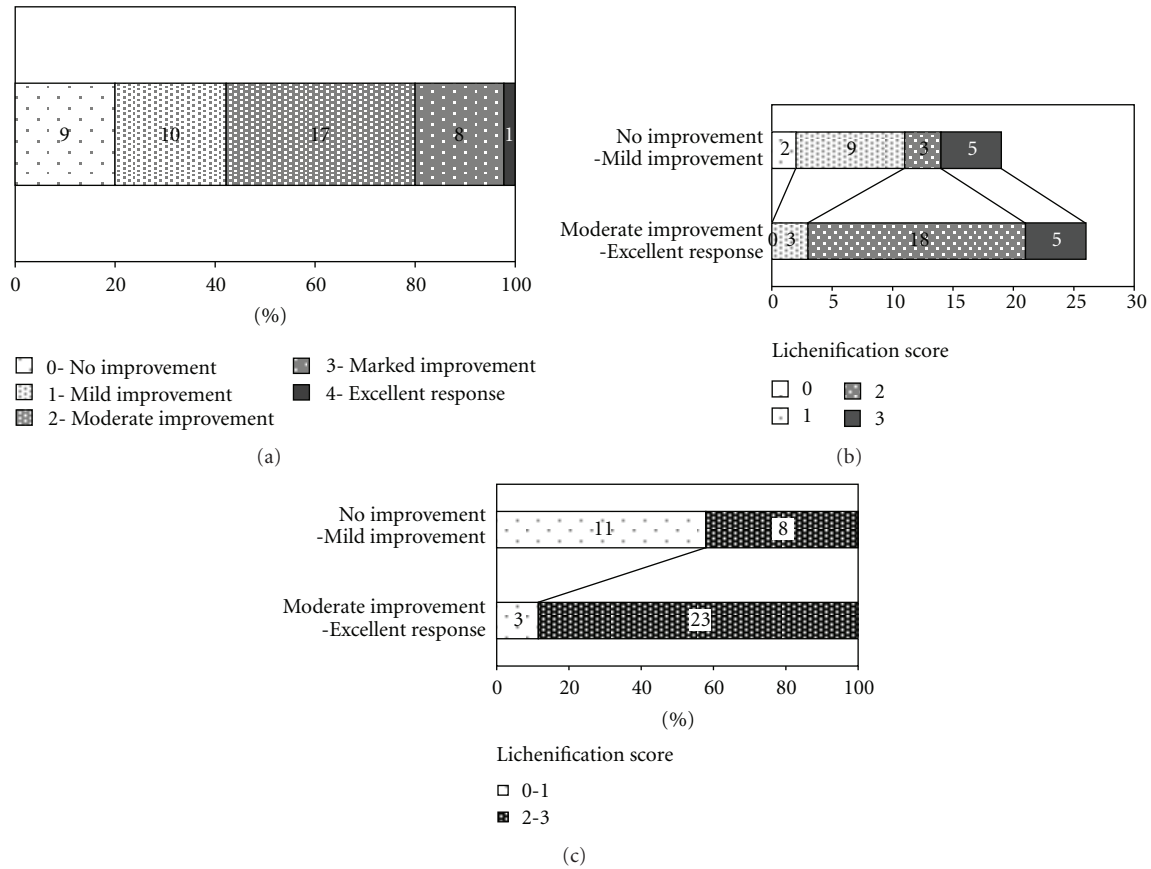 9 10 17 8 1
0 20 40 60 80 100
(%)
0- No improvement
1- Mild improvement
2- Moderate improvement
3- Marked improvement
4- Excellent response
(a)
No improvement
-Mild improvement
2 9 3 5
Moderate improvement
-Excellent response
0 3 18 5
0 5 10 15 20 25 30
Lichenification score
0
1
2
3
(b)
No improvement
-Mild improvement
11 8
Moderate improvement
-Excellent response
3 23
0 20 40 60 80 100
(%)
Lichenification score
0-1
2-3
(c)